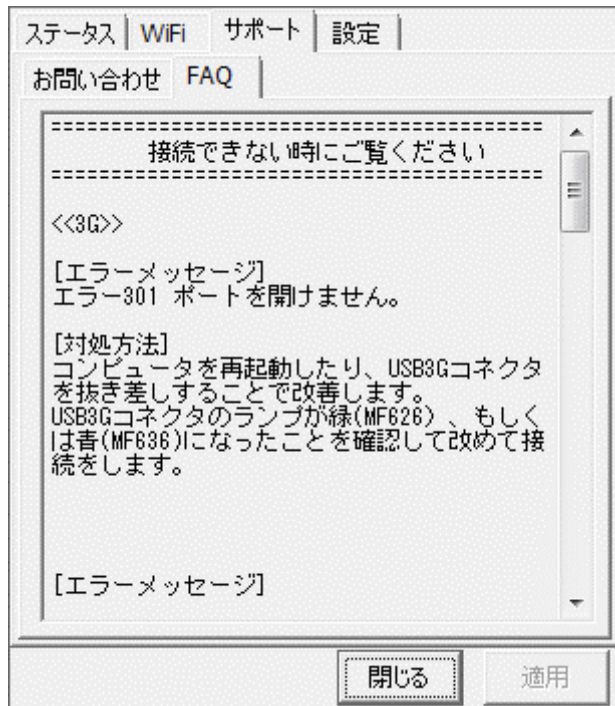 ステータス WiFi サポート 設定
お問い合わせ FAQ
=========================================
接続できない時にご覧ください
=========================================
<<3G>>
[エラーメッセージ]
エラー301 ポートを開けません。
[対処方法]
コンピュータを再起動したり、USB3Gコネクタ
を抜き差しすることで改善します。
USB3Gコネクタのランプが緑(MF626)、もしく
は青(MF636)になったことを確認して改めて接
続をします。
[エラーメッセージ]
閉じる 適用